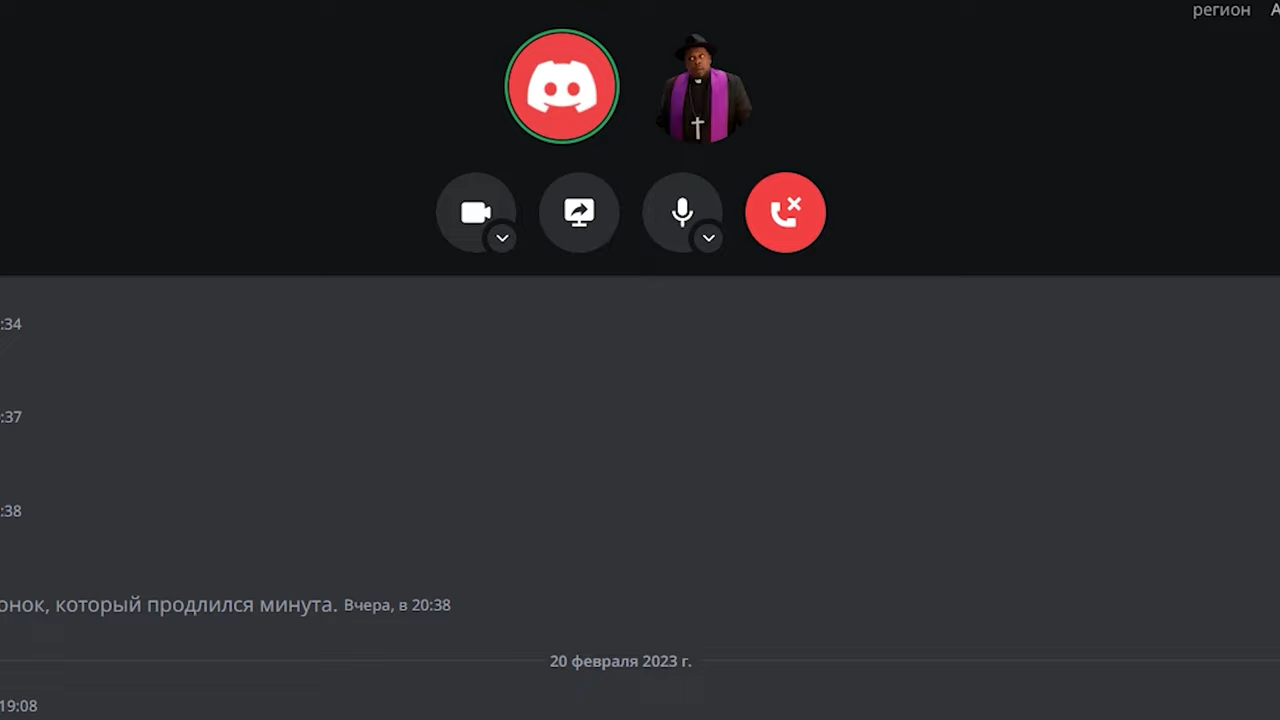 регион
:34
:37
:38
онок, который продлился минута. Вчера, в 20:38
20 февраля 2023 г.
19:08